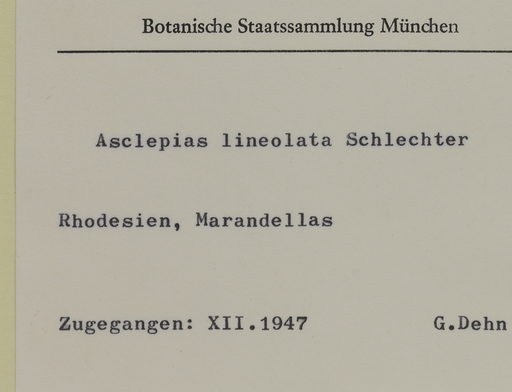 Botanische Staatssammlung München
Asclepias lineolata Schlechter
Rhodesien, Marandellas
Zugegangen: XII.1947 G.Dehn